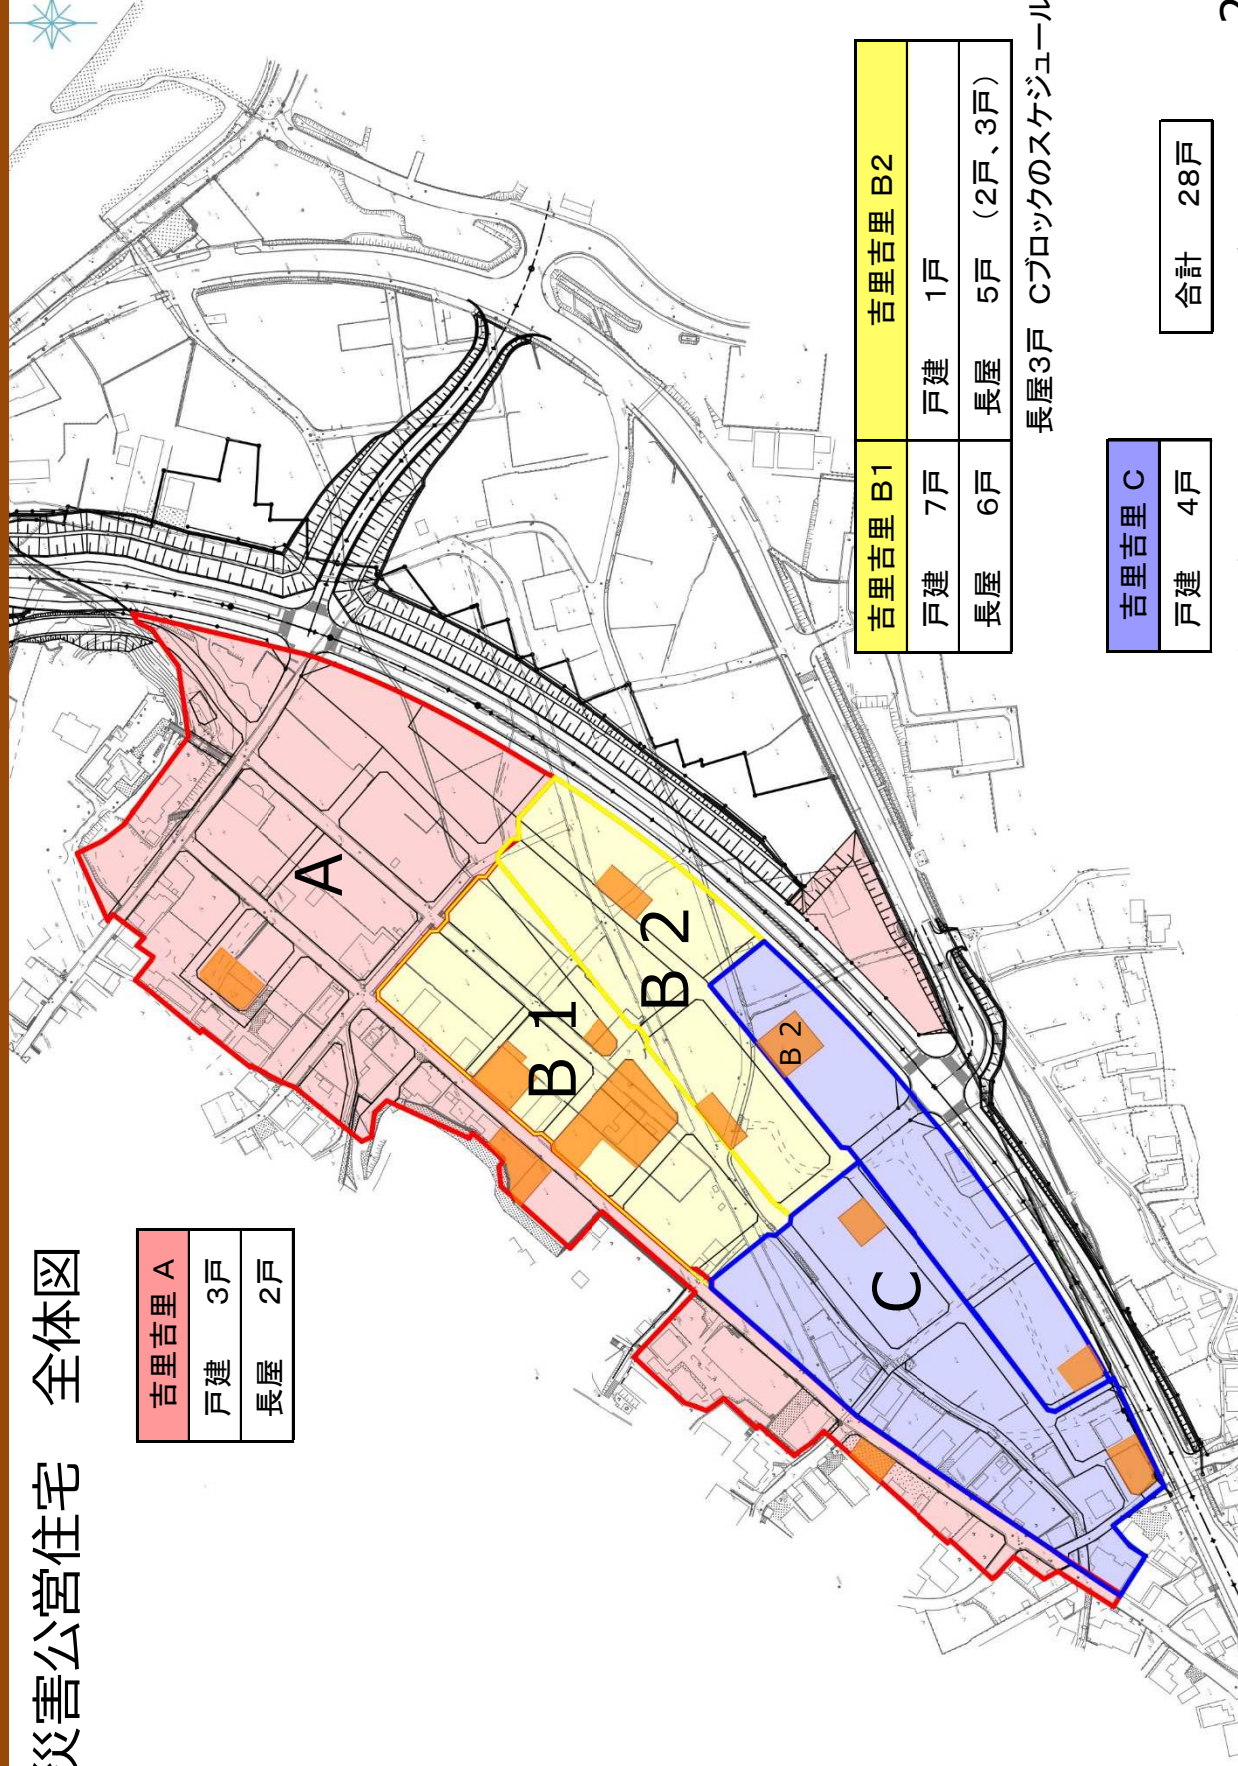 災害公営住宅　全体図
吉里吉里 A
戸建　3戸
長屋　2戸
A
B 1
B 2
B 2
C
吉里吉里 B1　吉里吉里 B2
戸建　7戸　戸建　1戸
長屋　6戸　長屋　5戸　（2戸、3戸）
長屋3戸　Cブロックのスケジュール
吉里吉里 C
戸建　4戸
合計　28戸